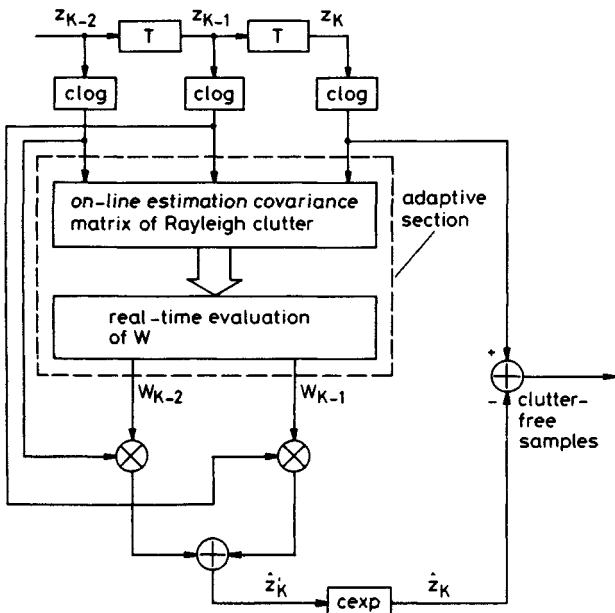 z_{K-2} z_{K-1} z_K
T T
clog clog clog
on-line estimation covariance
matrix of Rayleigh clutter
adaptive
section
real-time evaluation
of W
W_{K-2} W_{K-1}
+
-
clutter-
free
samples
ẑ'_K cexp ẑ_K